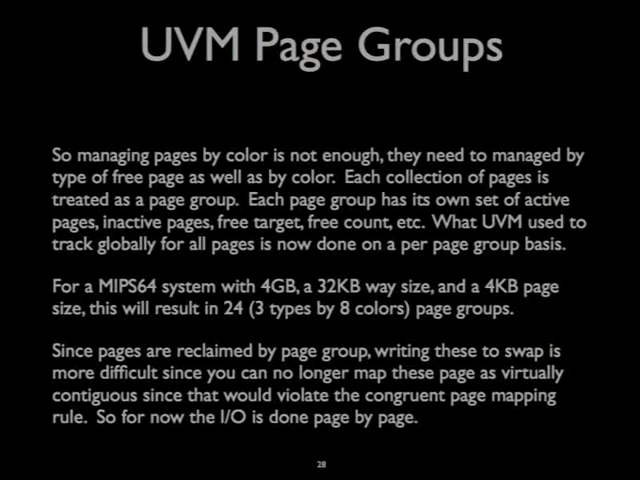 UVM Page Groups
So managing pages by color is not enough, they need to managed by
type of free page as well as by color. Each collection of pages is
treated as a page group. Each page group has its own set of active
pages, inactive pages, free target, free count, etc. What UVM used to
track globally for all pages is now done on a per page group basis.
For a MIPS64 system with 4GB, a 32KB way size, and a 4KB page
size, this will result in 24 (3 types by 8 colors) page groups.
Since pages are reclaimed by page group, writing these to swap is
more difficult since you can no longer map these page as virtually
contiguous since that would violate the congruent page mapping
rule. So for now the I/O is done page by page.
28